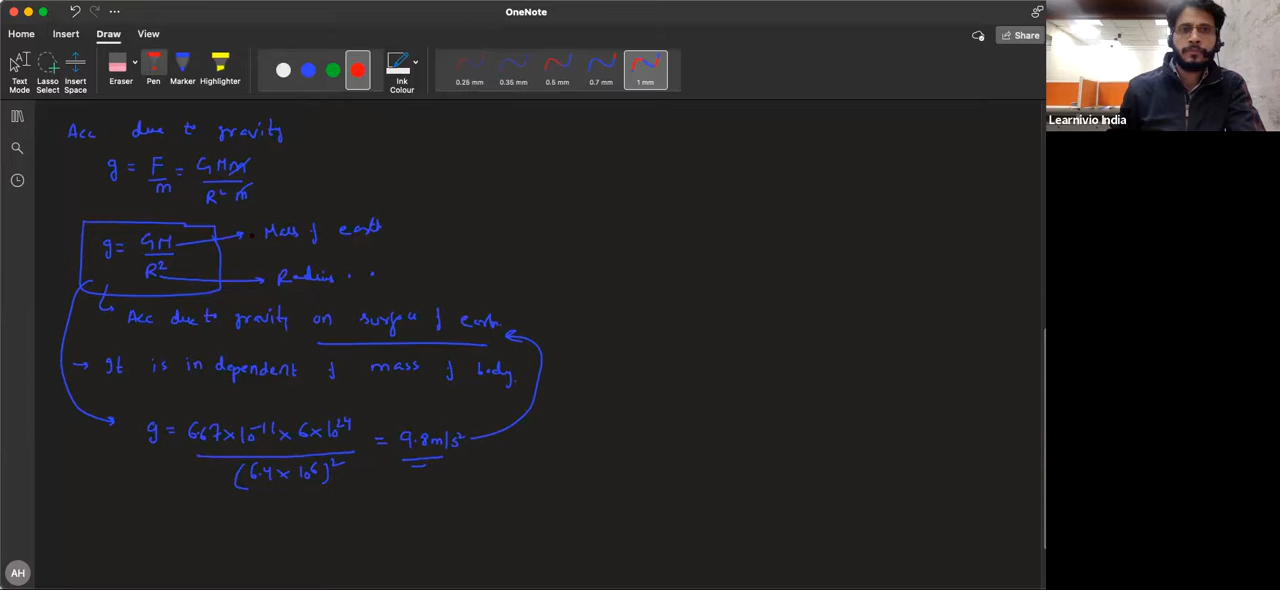 OneNote
Home Insert Draw View
Share
Text Mode
Lasso Select
Insert Space
Eraser
Pen
Marker
Highlighter
Ink Colour
0.25 mm
0.35 mm
0.5 mm
0.7 mm
1 mm
Learnivio India
Acc due to gravity
g = F/m = GMm/R² m
g = GM/R² → Mass of earth
→ Radius " "
Acc due to gravity on surface of earth
→ It is independent of mass of body.
g = 6.67 × 10⁻¹¹ × 6 × 10²⁴ / (6.4 × 10⁶)² = 9.8 m/s²
AH